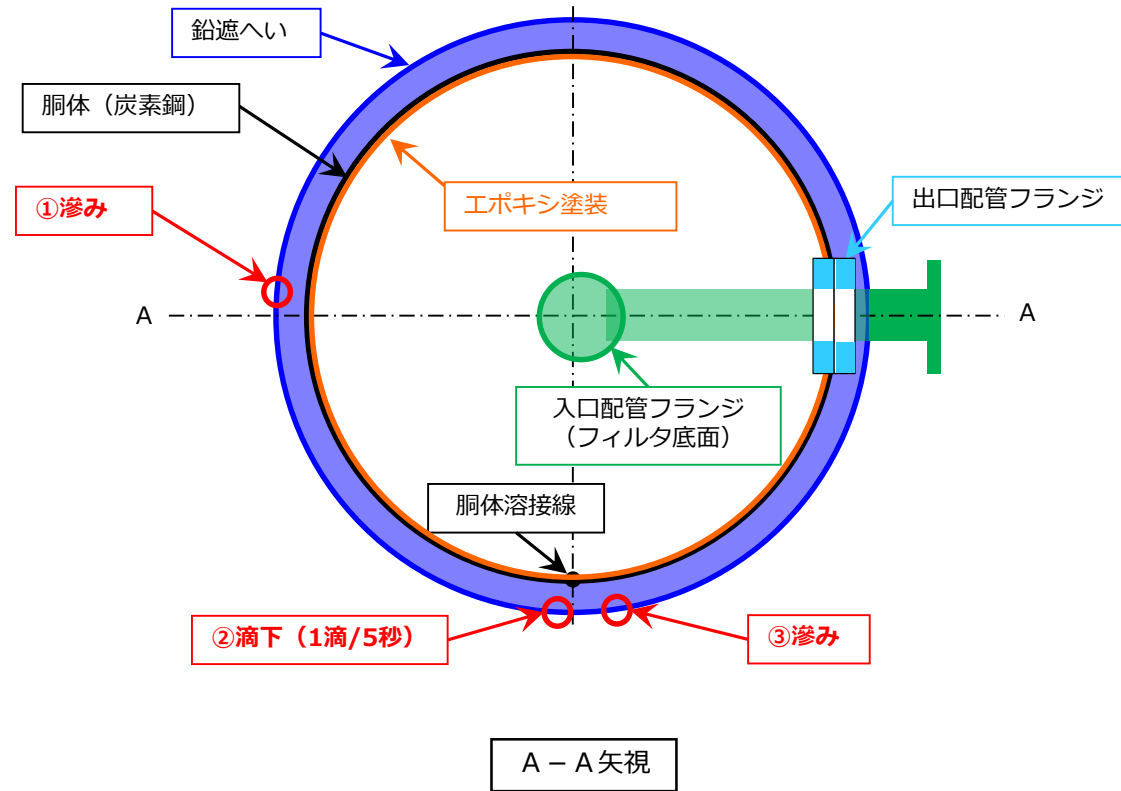 鉛遮へい
胴体（炭素鋼）
①滲み
エポキシ塗装
出口配管フランジ
A
A
入口配管フランジ
（フィルタ底面）
胴体溶接線
②滴下（1滴/5秒）
③滲み
A－A矢視